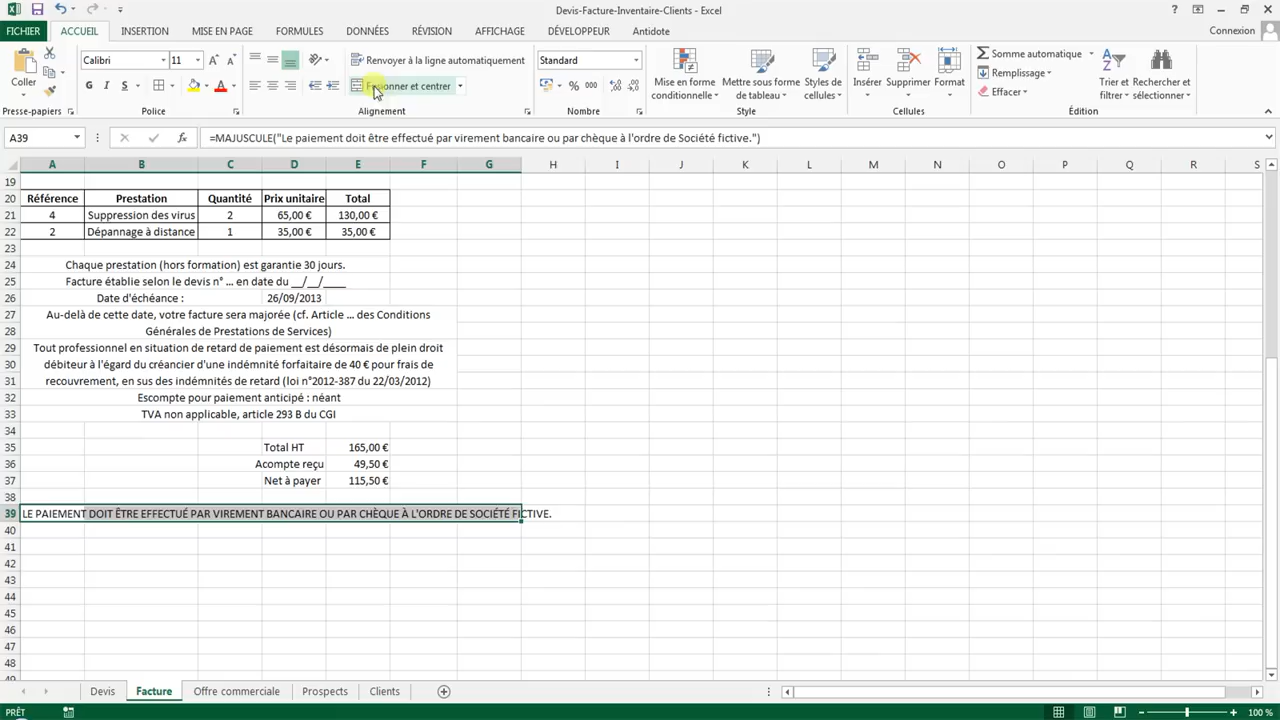 Devis-Facture-Inventaire-Clients - Excel
FICHIER ACCUEIL INSERTION MISE EN PAGE FORMULES DONNÉES RÉVISION AFFICHAGE DÉVELOPPEUR Antidote Connexion
Coller
Calibri 11
Renvoyer à la ligne automatiquement
Fusionner et centrer
Standard
% 000
Mise en forme conditionnelle
Mettre sous forme de tableau
Styles de cellules
Insérer Supprimer Format
Somme automatique
Remplissage
Effacer
Trier et filtrer
Rechercher et sélectionner
Presse-papiers Police Alignement Nombre Style Cellules Édition
A39 =MAJUSCULE("Le paiement doit être effectué par virement bancaire ou par chèque à l'ordre de Société fictive.")
A B C D E F G H I J K L M N O P Q R S
19
20 Référence Prestation Quantité Prix unitaire Total
21 4 Suppression des virus 2 65,00 € 130,00 €
22 2 Dépannage à distance 1 35,00 € 35,00 €
23
24 Chaque prestation (hors formation) est garantie 30 jours.
25 Facture établie selon le devis n° ... en date du __/__/____
26 Date d'échéance : 26/09/2013
27 Au-delà de cette date, votre facture sera majorée (cf. Article ... des Conditions
28 Générales de Prestations de Services)
29 Tout professionnel en situation de retard de paiement est désormais de plein droit
30 débiteur à l'égard du créancier d'une indémnité forfaitaire de 40 € pour frais de
31 recouvrement, en sus des indémnités de retard (loi n°2012-387 du 22/03/2012)
32 Escompte pour paiement anticipé : néant
33 TVA non applicable, article 293 B du CGI
34
35 Total HT 165,00 €
36 Acompte reçu 49,50 €
37 Net à payer 115,50 €
38
39 LE PAIEMENT DOIT ÊTRE EFFECTUÉ PAR VIREMENT BANCAIRE OU PAR CHÈQUE À L'ORDRE DE SOCIÉTÉ FICTIVE.
40
41
42
43
44
45
46
47
48
Devis Facture Offre commerciale Prospects Clients
PRÊT 100 %